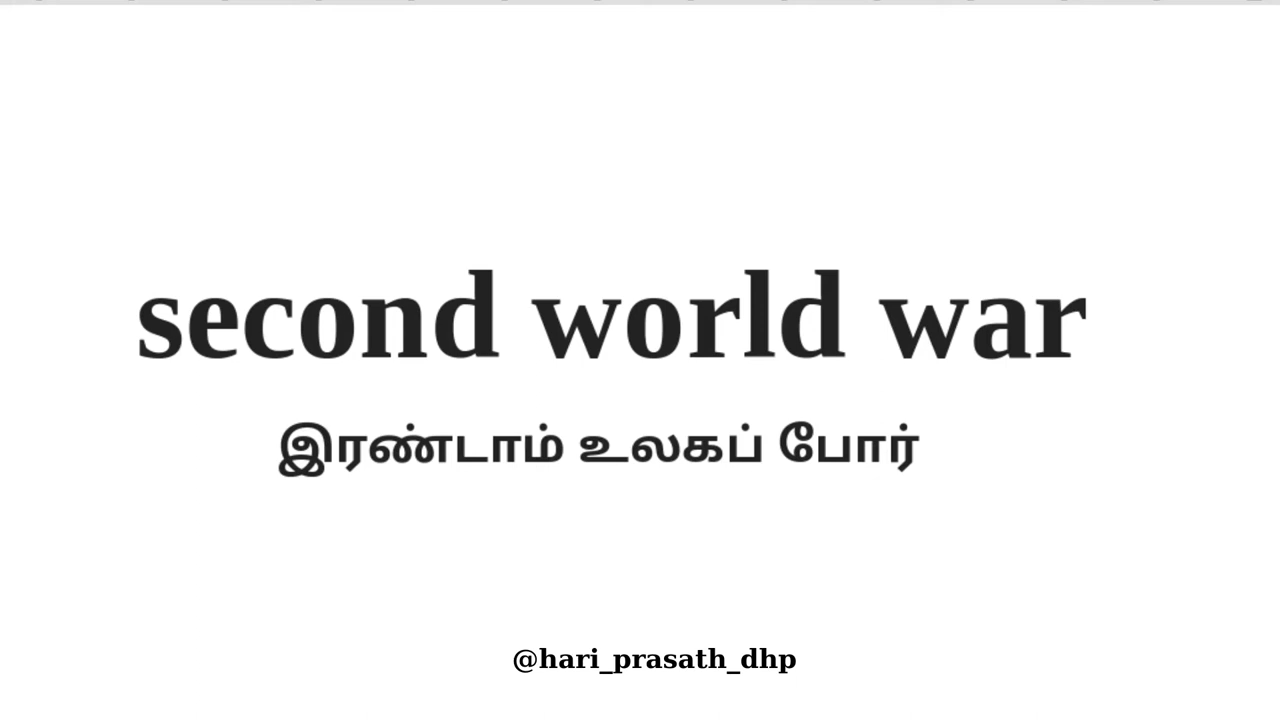 second world war
இரண்டாம் உலகப் போர்
@hari_prasath_dhp